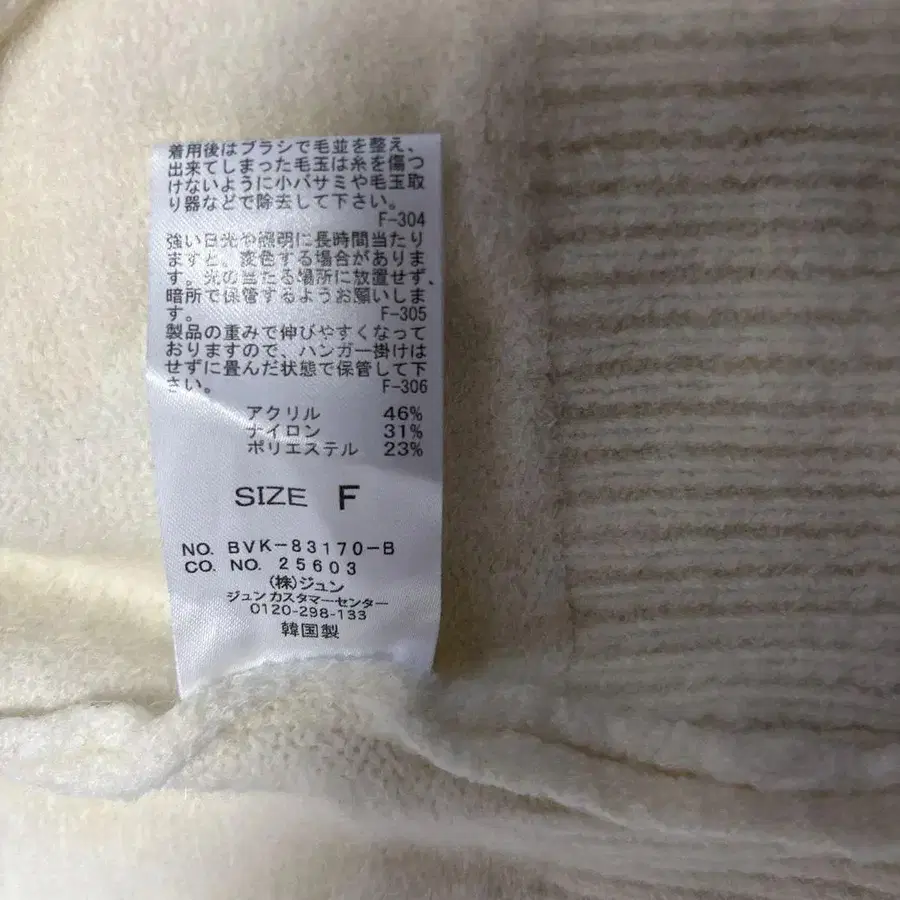 着用後はブラシで毛並を整え、
出来てしまった毛玉は糸を傷つ
けないように小バサミや毛玉取
り器などで除去して下さい。
F-304
強い日光や照明に長時間当たり
ますと、変色する場合がありま
す。光の当たる場所に放置せず、
暗所で保管するようお願いしま
す。 F-305
製品の重みで伸びやすくなって
おりますので、ハンガー掛けは
せずに畳んだ状態で保管して下
さい。 F-306
アクリル 46%
ナイロン 31%
ポリエステル 23%
SIZE F
NO. BVK-83170-B
CO. NO. 25603
(株)ジュン
ジュンカスタマーセンター
0120-298-133
韓国製